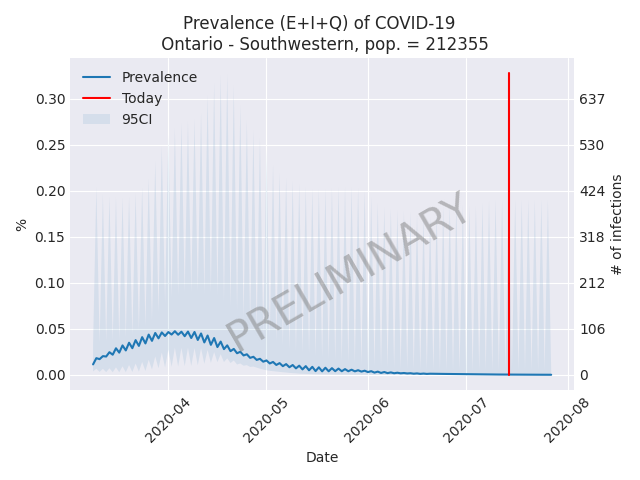 Prevalence (E+I+Q) of COVID-19
Ontario - Southwestern, pop. = 212355
Prevalence
Today
95CI
%
0.30
0.25
0.20
0.15
0.10
0.05
0.00
637
530
424
318
212
106
0
# of infections
PRELIMINARY
2020-04
2020-05
2020-06
2020-07
2020-08
Date